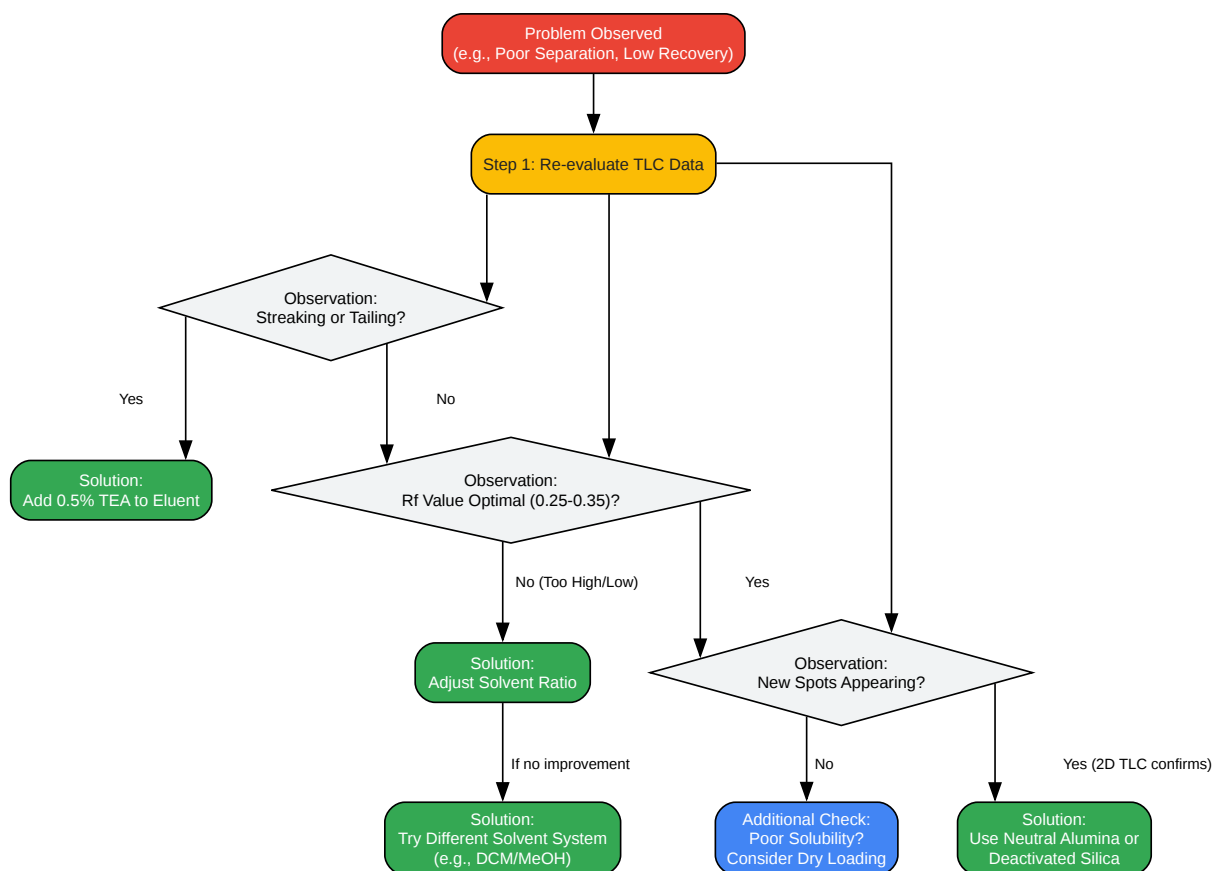 Problem Observed
(e.g., Poor Separation, Low Recovery)
Step 1: Re-evaluate TLC Data
Observation:
Streaking or Tailing?
Yes
No
Solution:
Add 0.5% TEA to Eluent
Observation:
Rf Value Optimal (0.25-0.35)?
No (Too High/Low)
Yes
Solution:
Adjust Solvent Ratio
Observation:
New Spots Appearing?
If no improvement
No
Yes (2D TLC confirms)
Solution:
Try Different Solvent System
(e.g., DCM/MeOH)
Additional Check:
Poor Solubility?
Consider Dry Loading
Solution:
Use Neutral Alumina or
Deactivated Silica